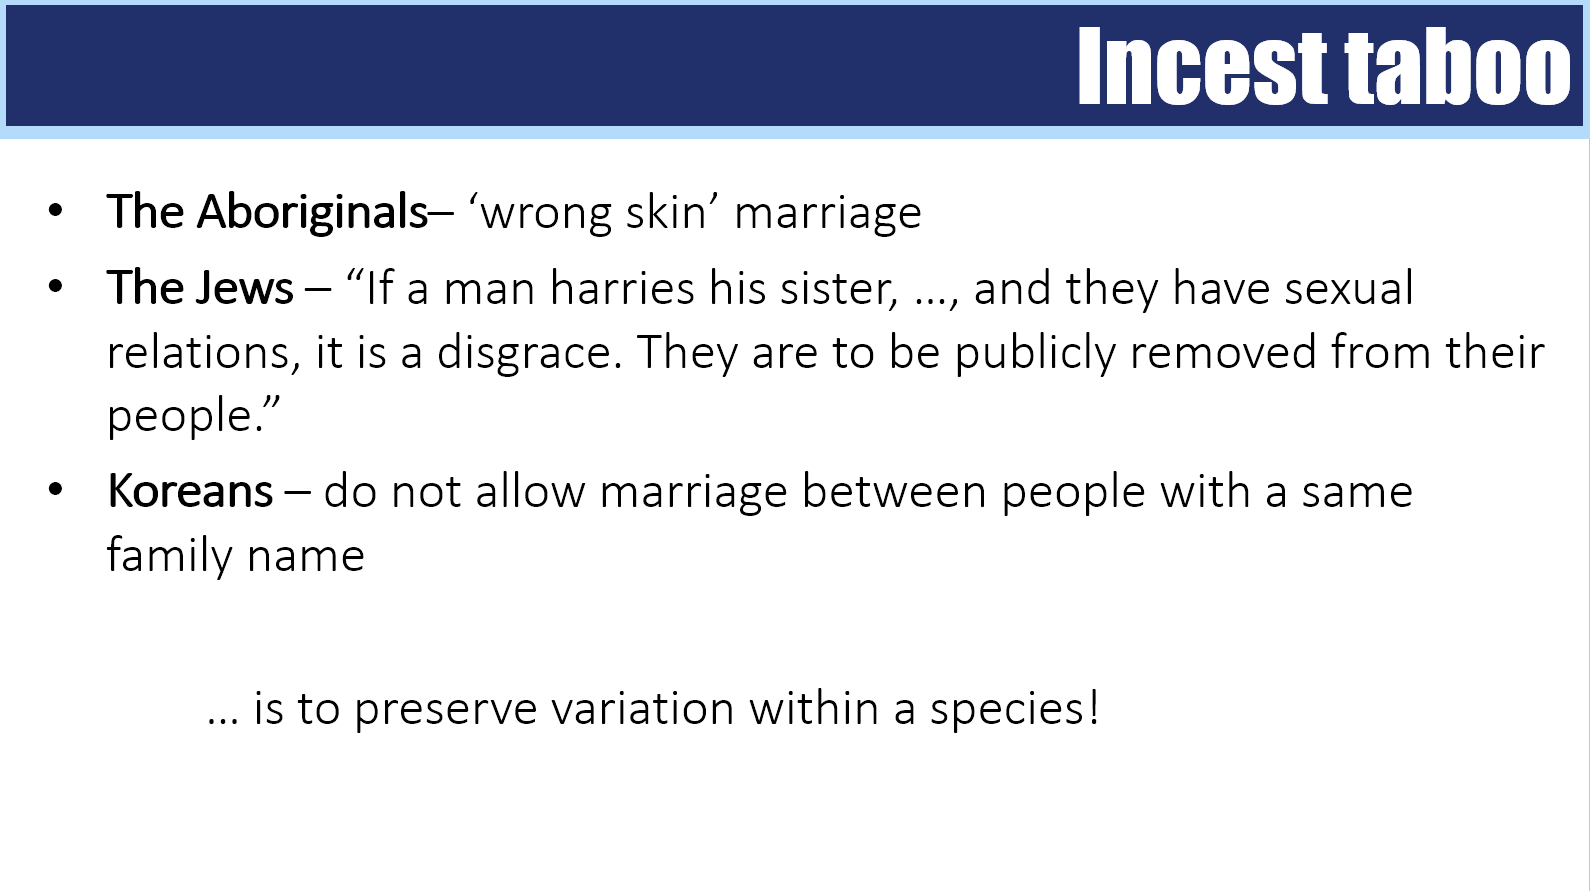 Incest taboo
• The Aboriginals– ‘wrong skin’ marriage
• The Jews – “If a man harries his sister, …, and they have sexual
relations, it is a disgrace. They are to be publicly removed from their
people.”
• Koreans – do not allow marriage between people with a same
family name
… is to preserve variation within a species!